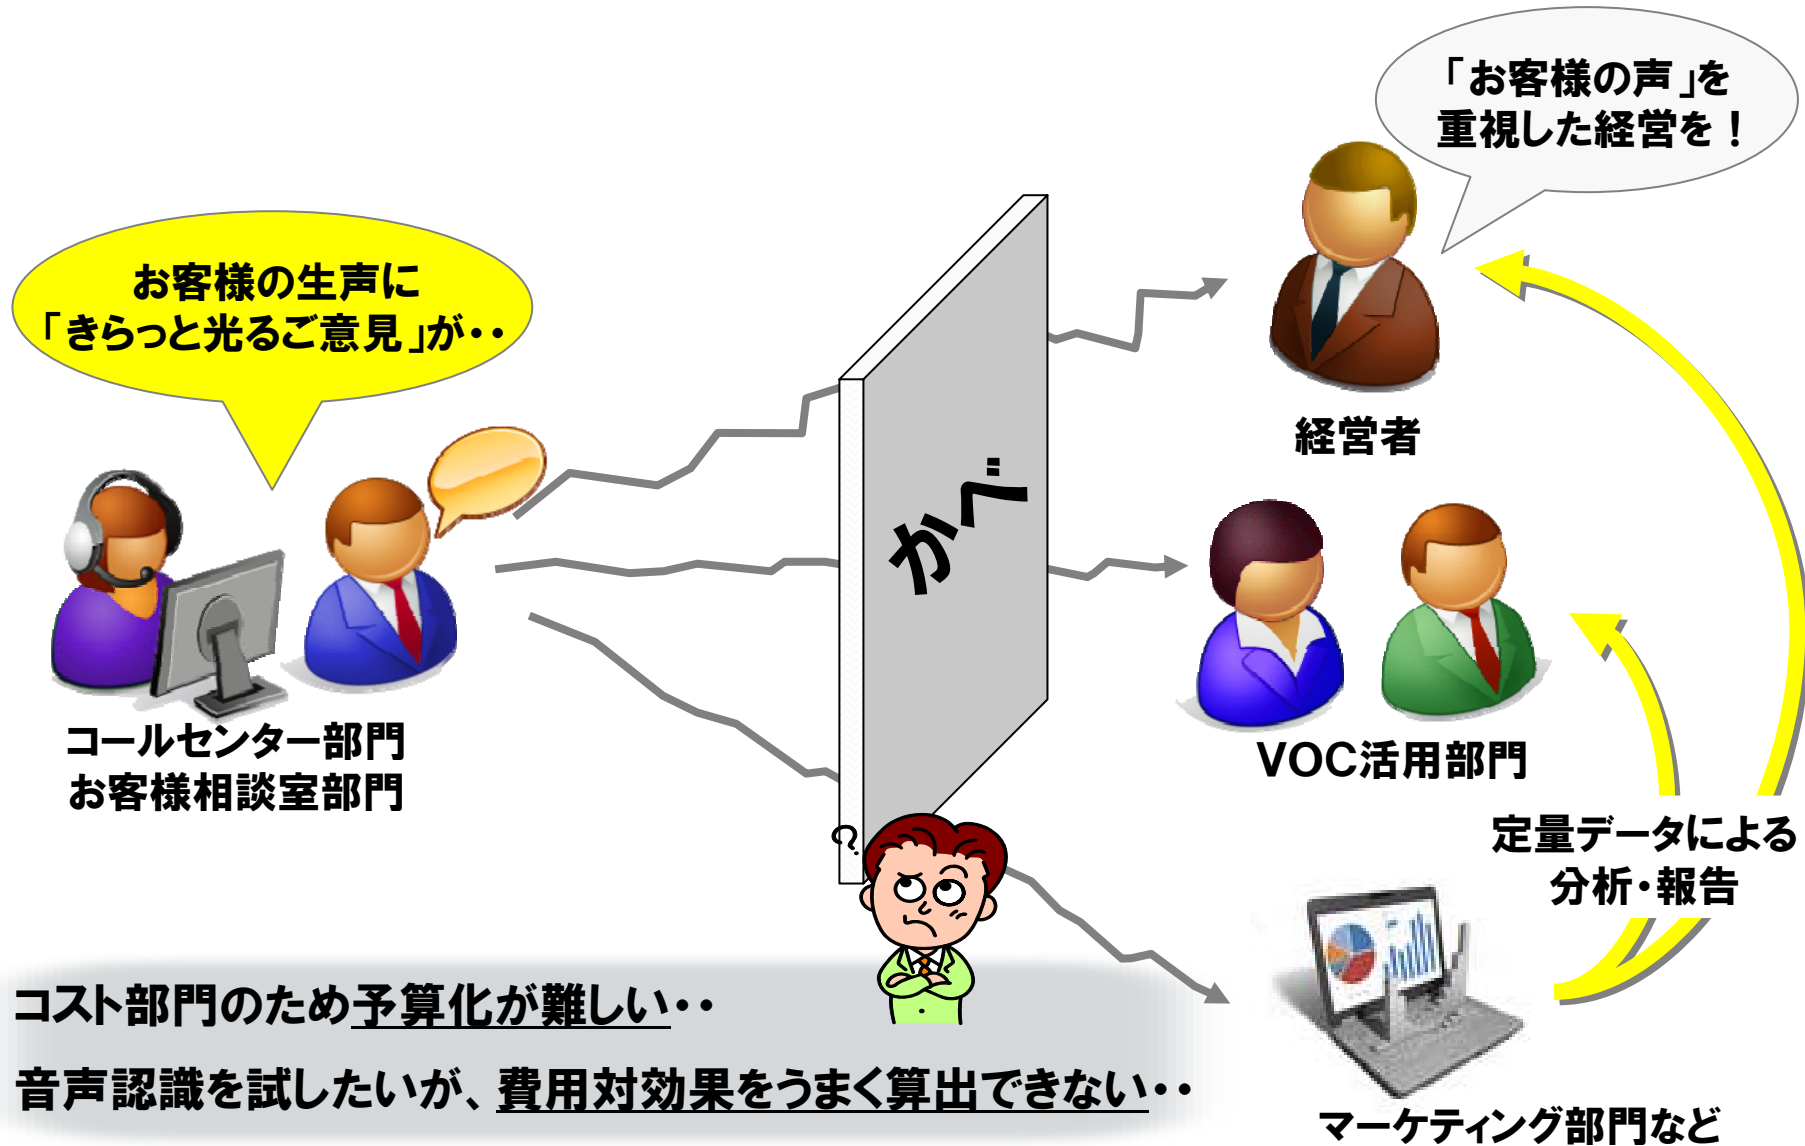 「お客様の声」を
重視した経営を！
お客様の生声に
「きらっと光るご意見」が・・
かべ
経営者
コールセンター部門
お客様相談室部門
VOC活用部門
定量データによる
分析・報告
?
コスト部門のため予算化が難しい・・
音声認識を試したいが、費用対効果をうまく算出できない・・
マーケティング部門など